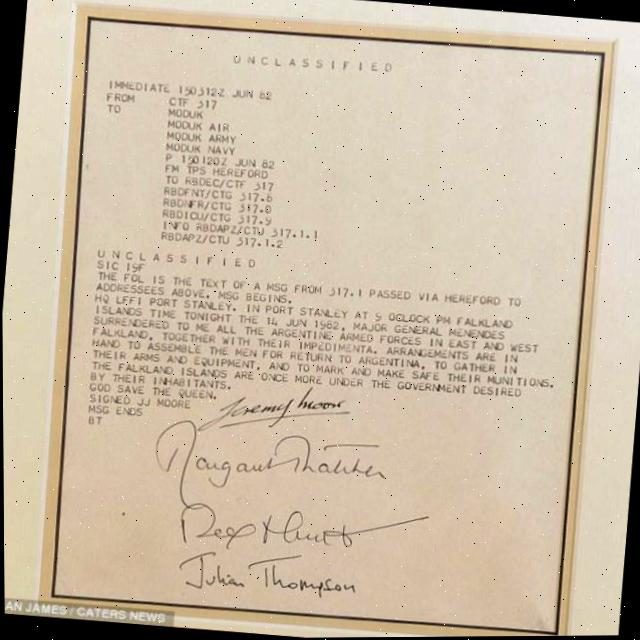 UNCLASSIFIED
IMMEDIATE 150312Z JUN 82
FROM CTF 317
TO MODUK
MODUK AIR
MODUK ARMY
MODUK NAVY
P 150120Z JUN 82
FM TPS HEREFORD
TO RBDEC/CTF 317
RBDFNY/CTG 317.8
RBDNFR/CTG 317.0
RBDICU/CTG 317.9
INFO RBDAPZ/CTU 317.1.1
RBDAPZ/CTU 317.1.2
UNCLASSIFIED
SIC 19F
THE FOL IS THE TEXT OF A MSG FROM 317.1 PASSED VIA HEREFORD TO
ADDRESSEES ABOVE. MSG BEGINS.
HQ LFFI PORT STANLEY. IN PORT STANLEY AT 9 OCLOCK PM FALKLAND
ISLANDS TIME TONIGHT THE 14 JUN 1982, MAJOR GENERAL MENENDES
SURRENDERED TO ME ALL THE ARGENTINE ARMED FORCES IN EAST AND WEST
FALKLAND, TOGETHER WITH THEIR IMPEDIMENTA. ARRANGEMENTS ARE IN
HAND TO ASSEMBLE THE MEN FOR RETURN TO ARGENTINA, TO GATHER IN
THEIR ARMS AND EQUIPMENT, AND TO MARK AND MAKE SAFE THEIR MUNITIONS.
THE FALKLAND ISLANDS ARE ONCE MORE UNDER THE GOVERNMENT DESIRED
BY THEIR INHABITANTS.
GOD SAVE THE QUEEN.
SIGNED JJ MOORE Jeremy Moore
MSG ENDS
BT
Margaret Thatcher
Rex Hunt
Julian Thompson
AN JAMES / CATERS NEWS